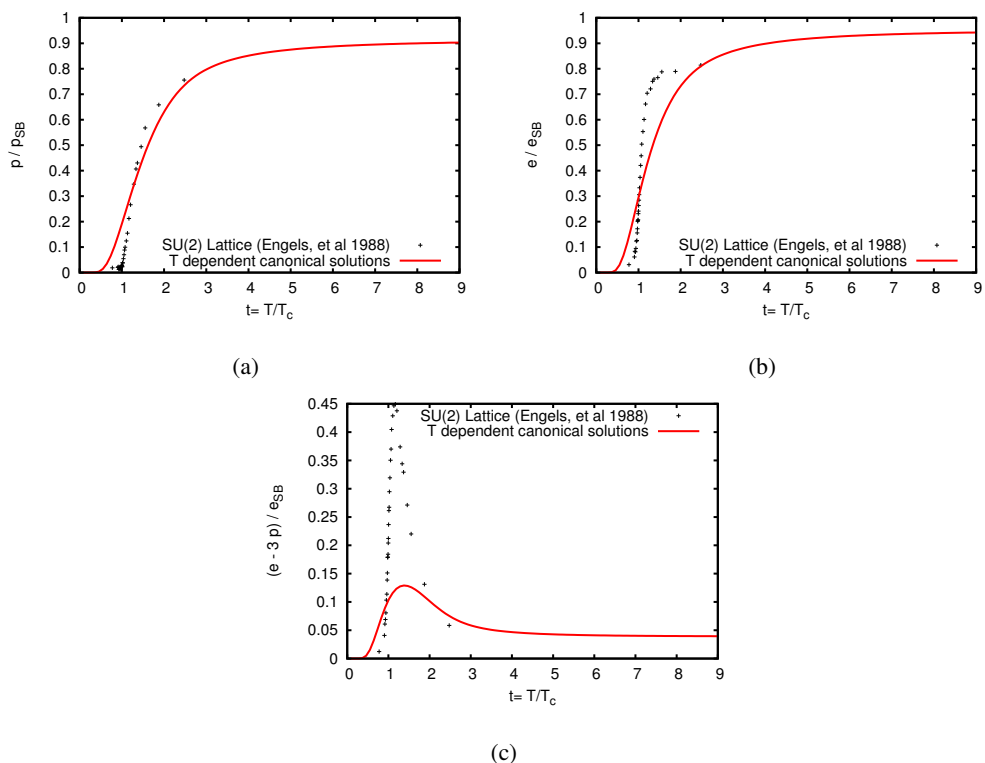 1
0.9
0.8
0.7
0.6
0.5
0.4
0.3
0.2
0.1
0
p / pSB
SU(2) Lattice (Engels, et al 1988)
T dependent canonical solutions
0 1 2 3 4 5 6 7 8 9
t= T/Tc
(a)
1
0.9
0.8
0.7
0.6
0.5
0.4
0.3
0.2
0.1
0
e / eSB
SU(2) Lattice (Engels, et al 1988)
T dependent canonical solutions
0 1 2 3 4 5 6 7 8 9
t= T/Tc
(b)
0.45
0.4
0.35
0.3
0.25
0.2
0.15
0.1
0.05
0
(e - 3 p) / eSB
SU(2) Lattice (Engels, et al 1988)
T dependent canonical solutions
0 1 2 3 4 5 6 7 8 9
t= T/Tc
(c)